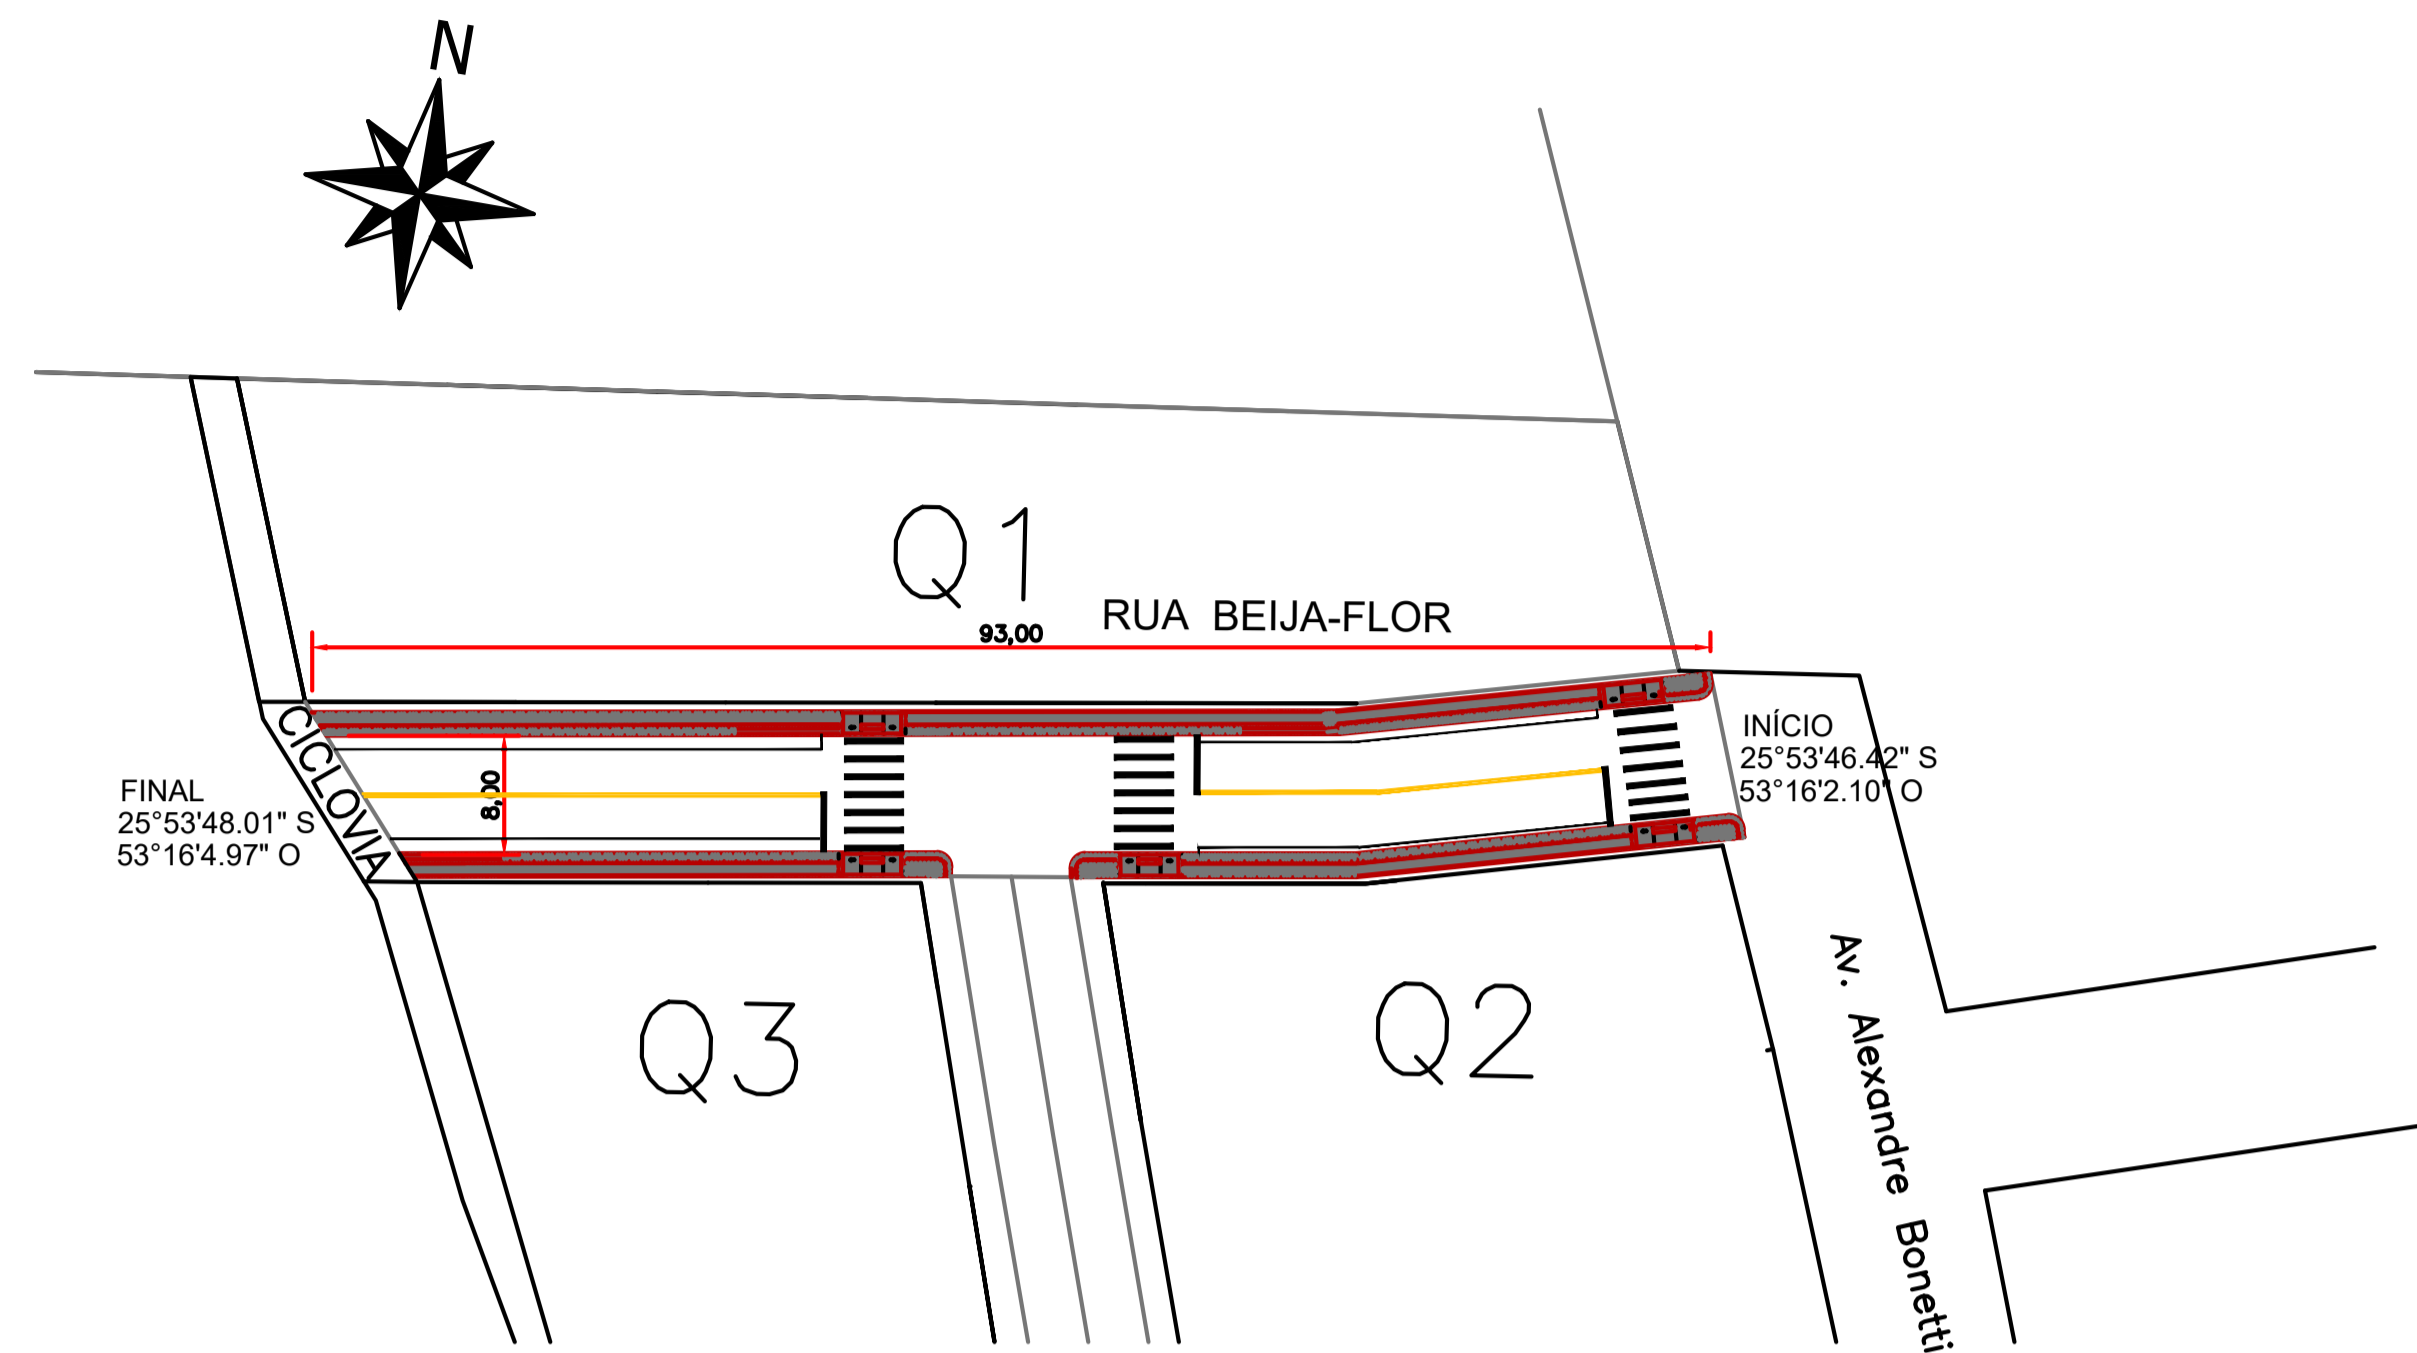 N
Q1
RUA BEIJA-FLOR
93,00
INÍCIO
25°53'46.42" S
53°16'2.10" O
CICLOVIA
8,00
FINAL
25°53'48.01" S
53°16'4.97" O
Q3
Q2
Av. Alexandre Bonetti